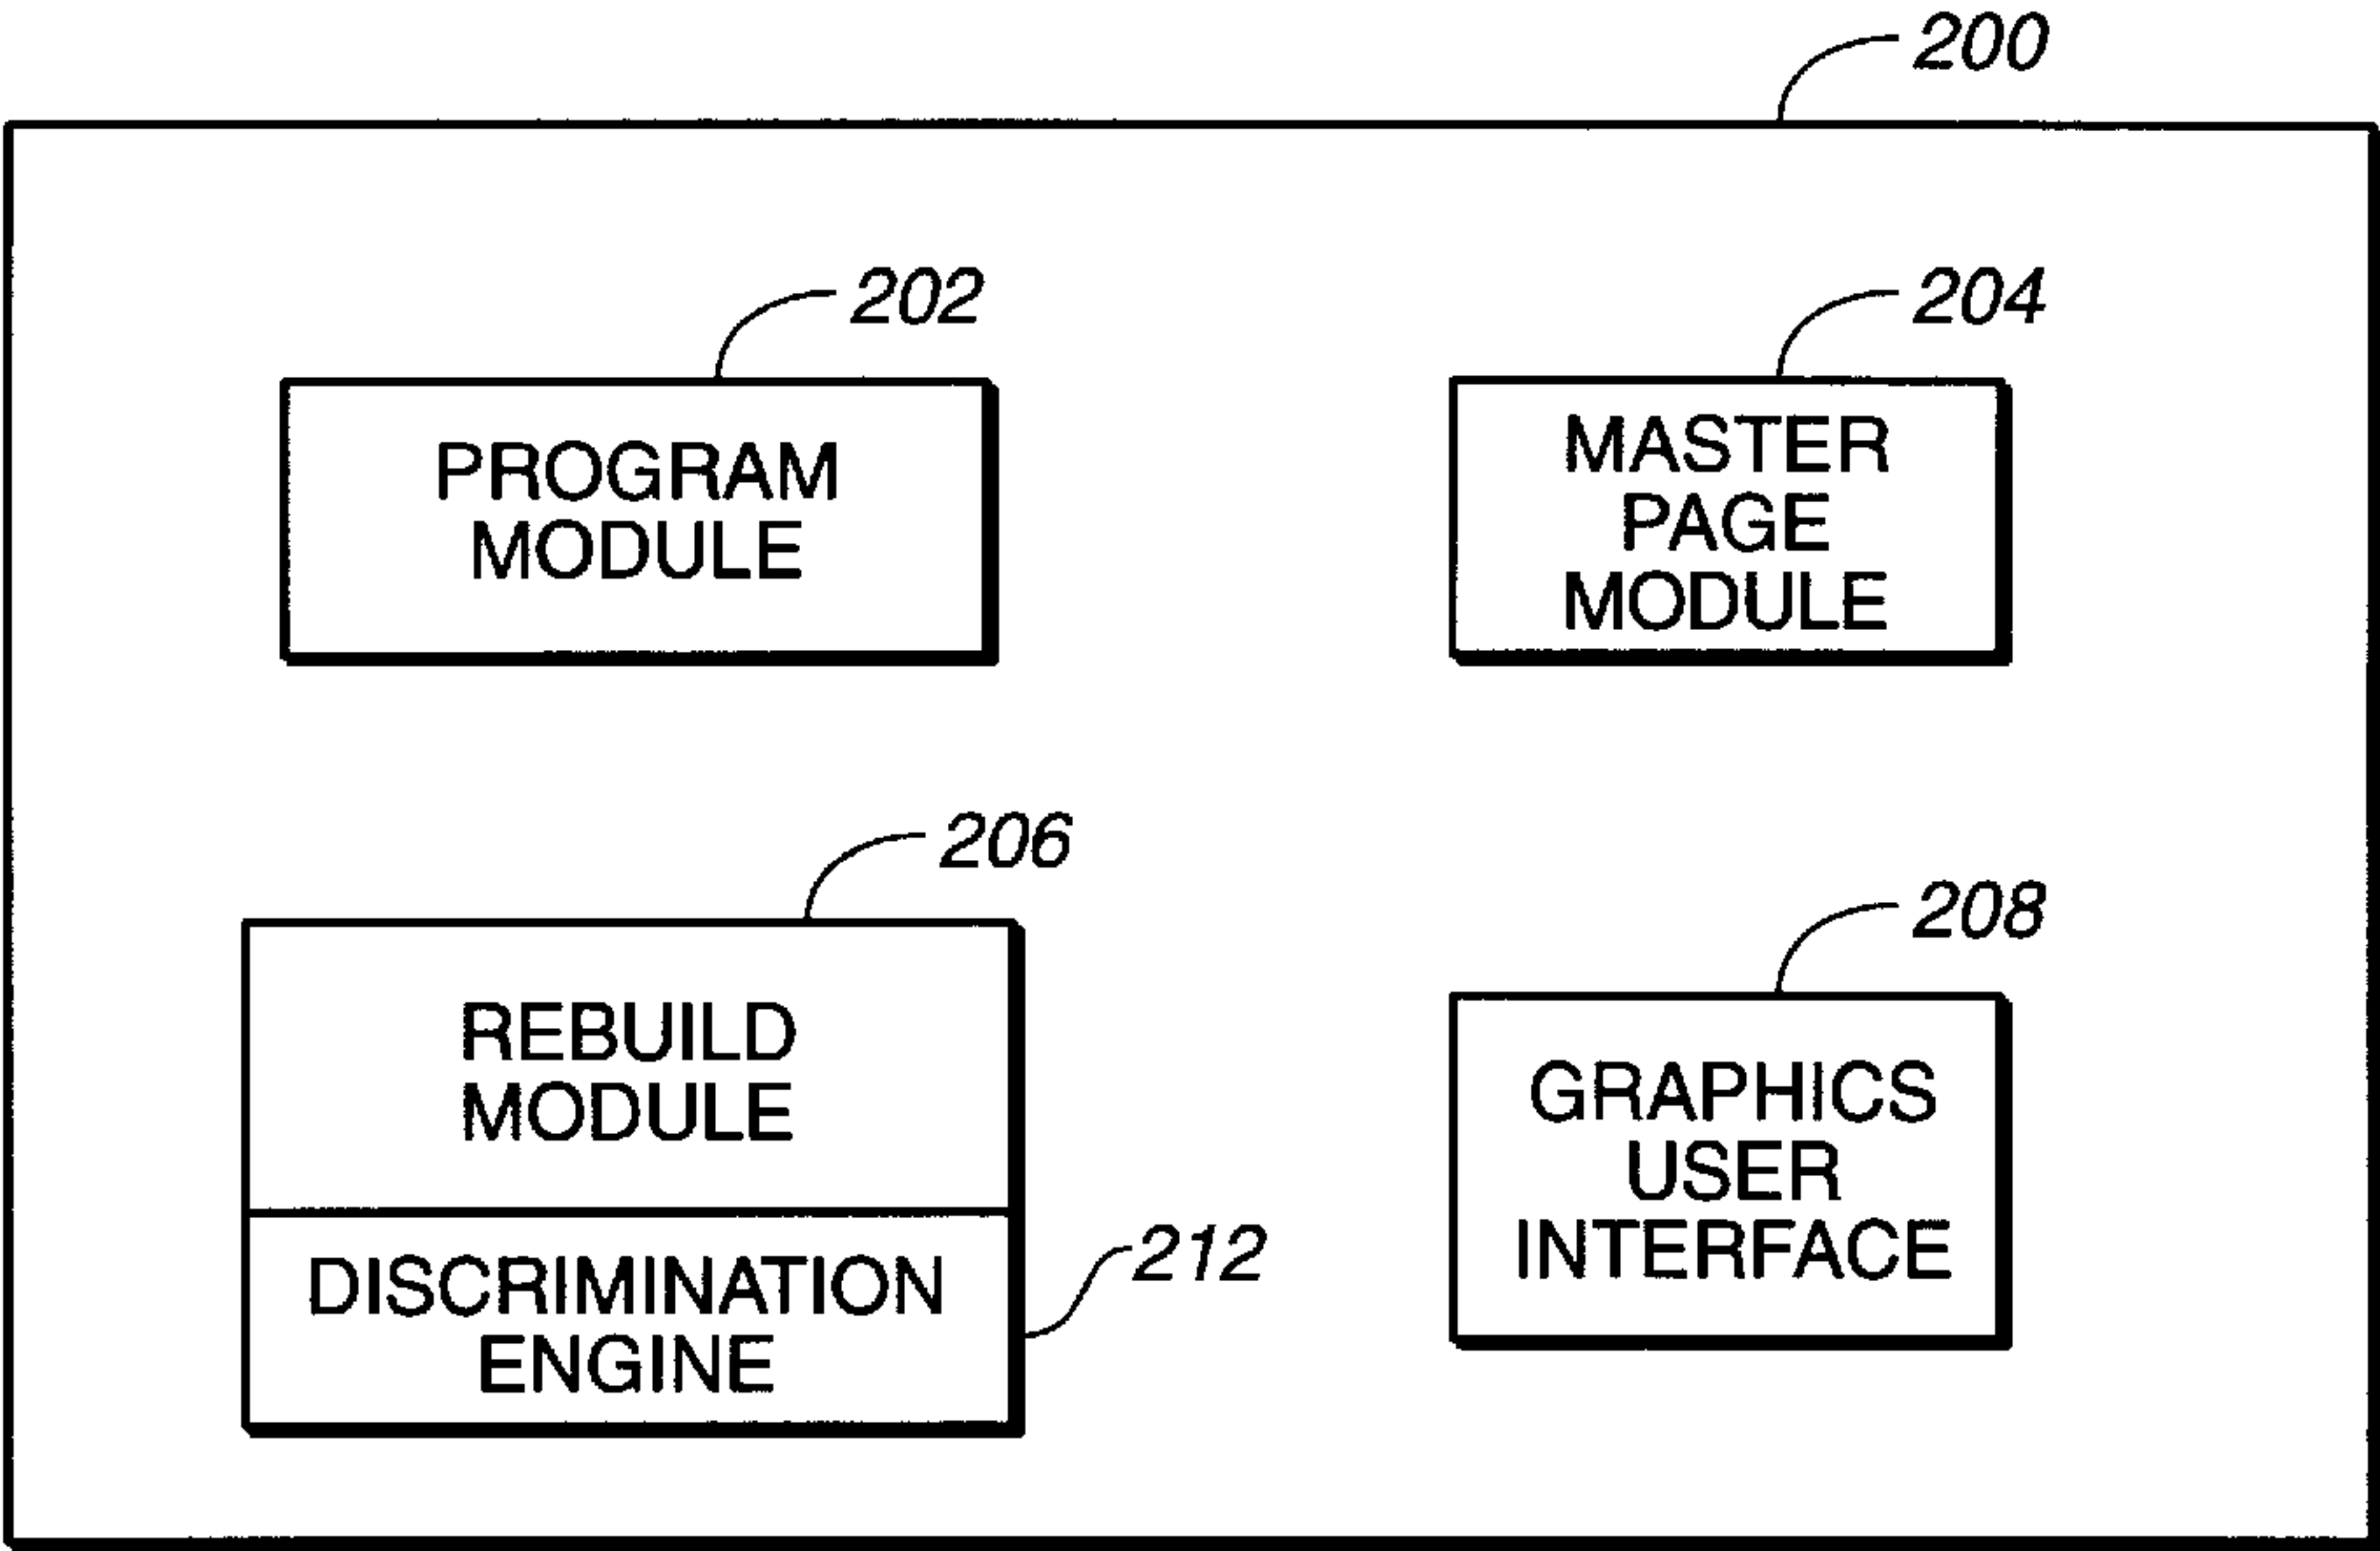 200
202
PROGRAM
MODULE
204
MASTER
PAGE
MODULE
206
REBUILD
MODULE
212
DISCRIMINATION
ENGINE
208
GRAPHICS
USER
INTERFACE